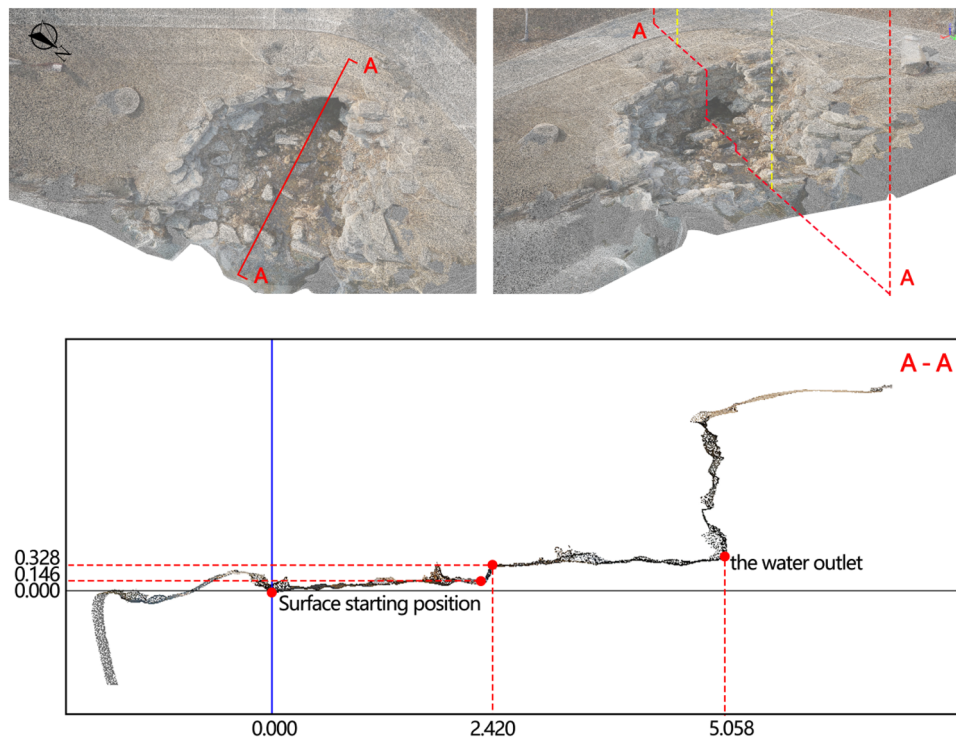 N
A
A
A
A
A - A
0.328
0.146
0.000
the water outlet
Surface starting position
0.000
2.420
5.058